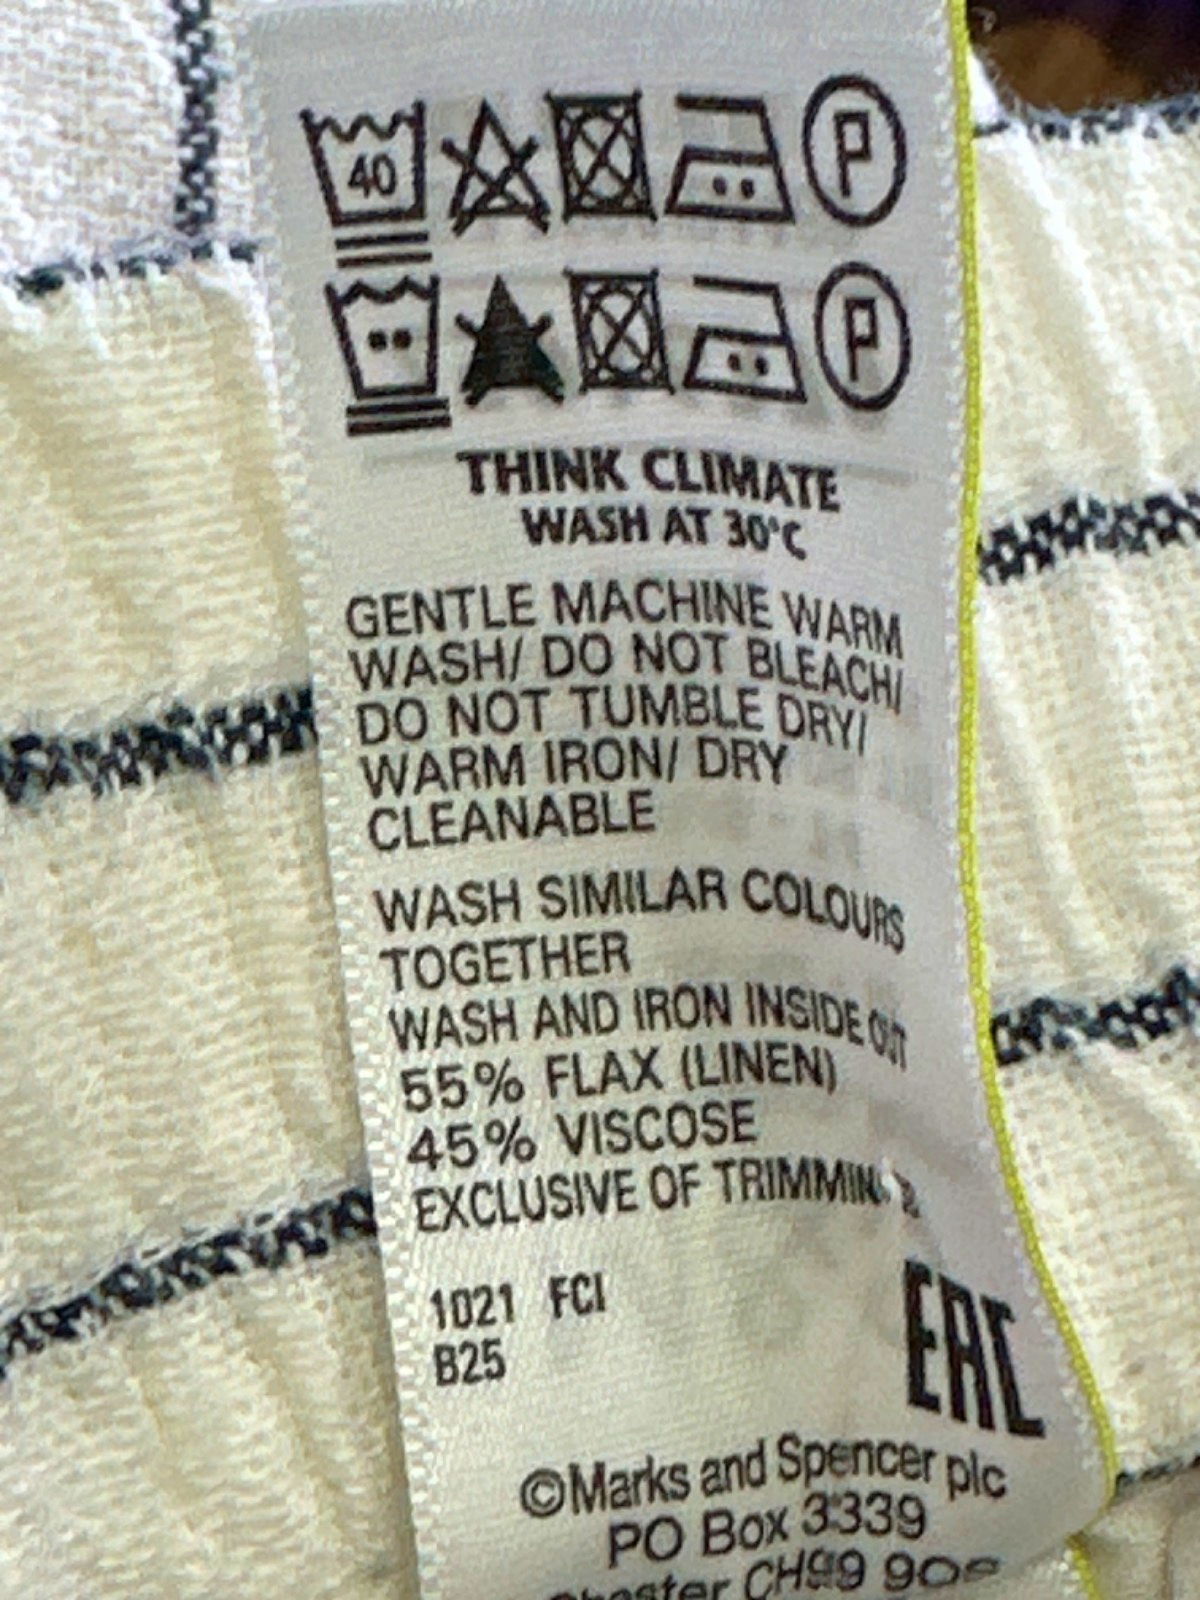 40
P
P
THINK CLIMATE
WASH AT 30°C
GENTLE MACHINE WARM
WASH/ DO NOT BLEACH/
DO NOT TUMBLE DRY/
WARM IRON/ DRY
CLEANABLE
WASH SIMILAR COLOURS
TOGETHER
WASH AND IRON INSIDE OUT
55% FLAX (LINEN)
45% VISCOSE
EXCLUSIVE OF
1021 FCI
B25
EAC
©Marks and Spencer plc
PO Box 3339
CH99